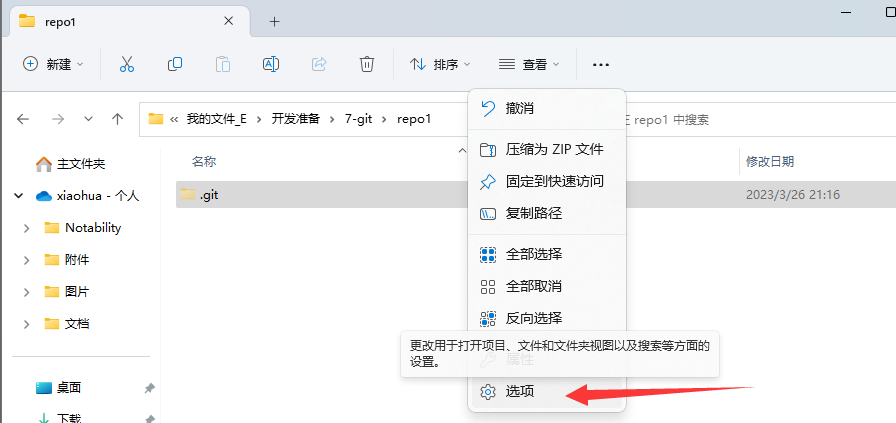 repo1
新建
排序
查看
我的文件_E
开发准备
7-git
repo1
E repo1 中搜索
撤消
压缩为 ZIP 文件
固定到快速访问
复制路径
全部选择
全部取消
反向选择
更改用于打开项目、文件和文件夹视图以及搜索等方面的
设置。
属性
选项
主文件夹
xiaohua - 个人
Notability
附件
图片
文档
桌面
下载
名称
修改日期
.git
2023/3/26 21:16